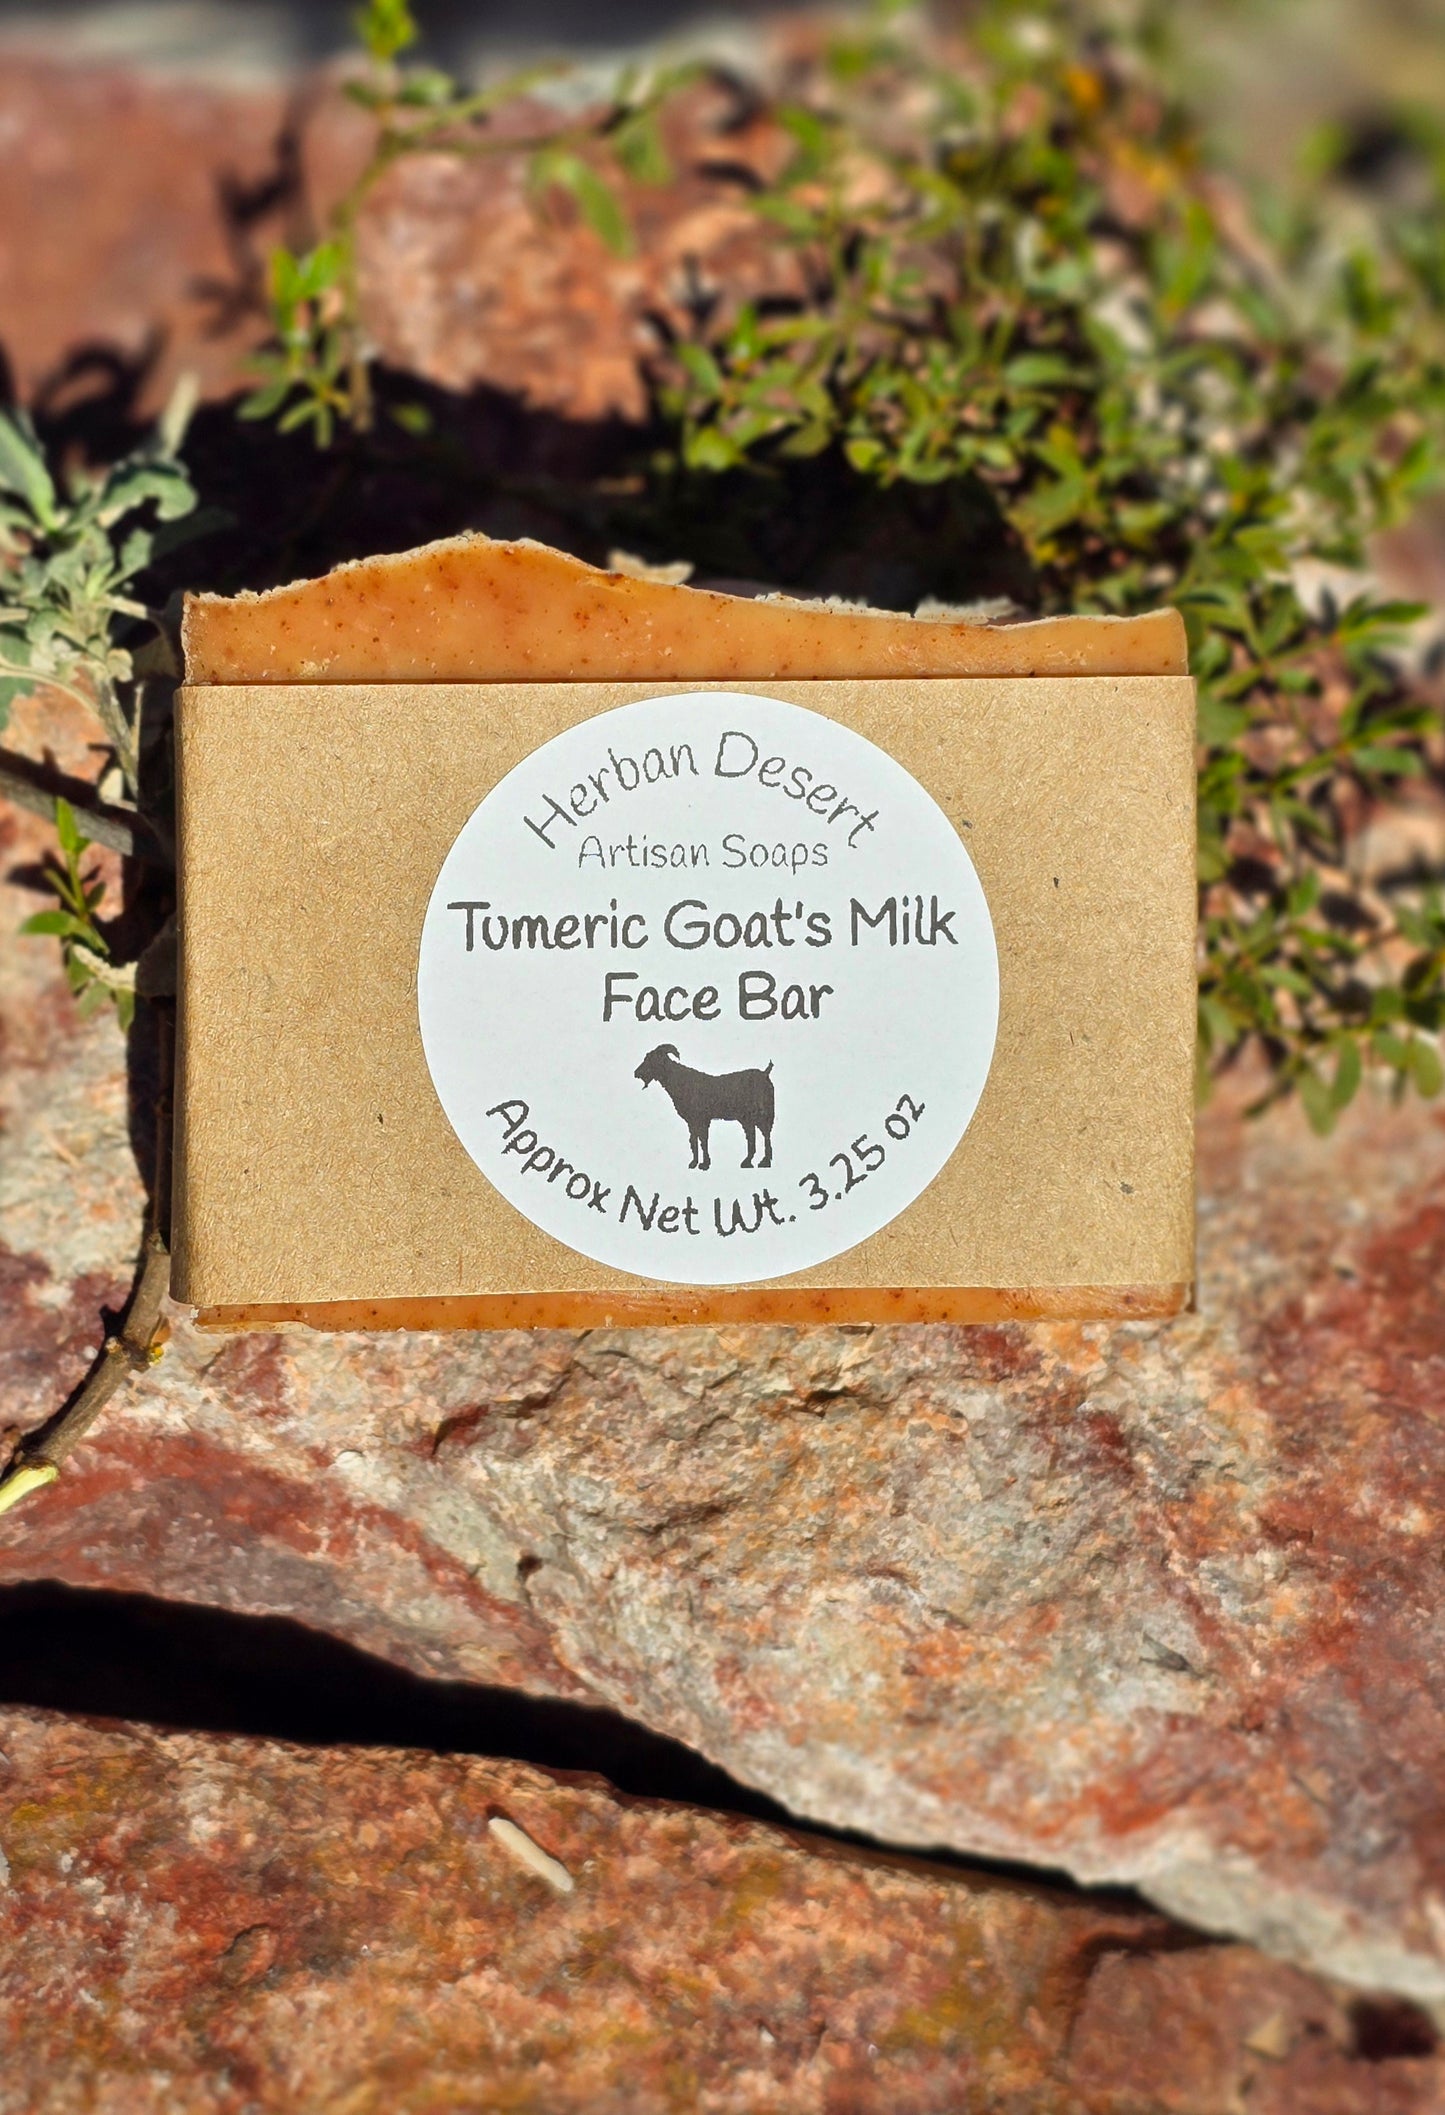 Herban Desert
Artisan Soaps
Tumeric Goat's Milk
Face Bar
Approx Net Wt. 3.25 oz